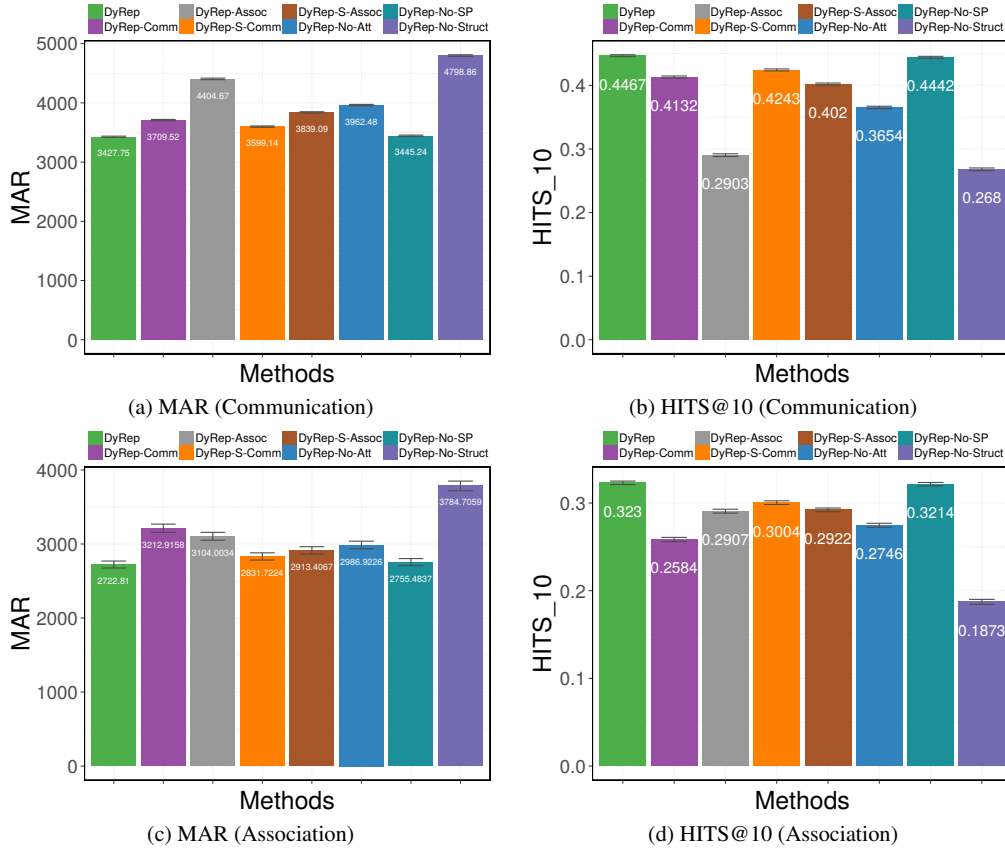 DyRep DyRep-Assoc DyRep-S-Assoc DyRep-No-SP
DyRep-Comm DyRep-S-Comm DyRep-No-Att DyRep-No-Struct
MAR
5000
4000
3000
2000
1000
0
3427.75
3709.52
4404.67
3599.14
3839.09
3962.48
3445.24
4798.86
Methods
(a) MAR (Communication)
DyRep DyRep-Assoc DyRep-S-Assoc DyRep-No-SP
DyRep-Comm DyRep-S-Comm DyRep-No-Att DyRep-No-Struct
HITS_10
0.4
0.3
0.2
0.1
0.0
0.4467
0.4132
0.2903
0.4243
0.402
0.3654
0.4442
0.268
Methods
(b) HITS@10 (Communication)
DyRep DyRep-Assoc DyRep-S-Assoc DyRep-No-SP
DyRep-Comm DyRep-S-Comm DyRep-No-Att DyRep-No-Struct
MAR
4000
3000
2000
1000
0
2722.81
3212.9158
3104.0034
2831.7224
2913.4067
2986.9226
2755.4837
3784.7059
Methods
(c) MAR (Association)
DyRep DyRep-Assoc DyRep-S-Assoc DyRep-No-SP
DyRep-Comm DyRep-S-Comm DyRep-No-Att DyRep-No-Struct
HITS_10
0.3
0.2
0.1
0.0
0.323
0.2584
0.2907
0.3004
0.2922
0.2746
0.3214
0.1873
Methods
(d) HITS@10 (Association)